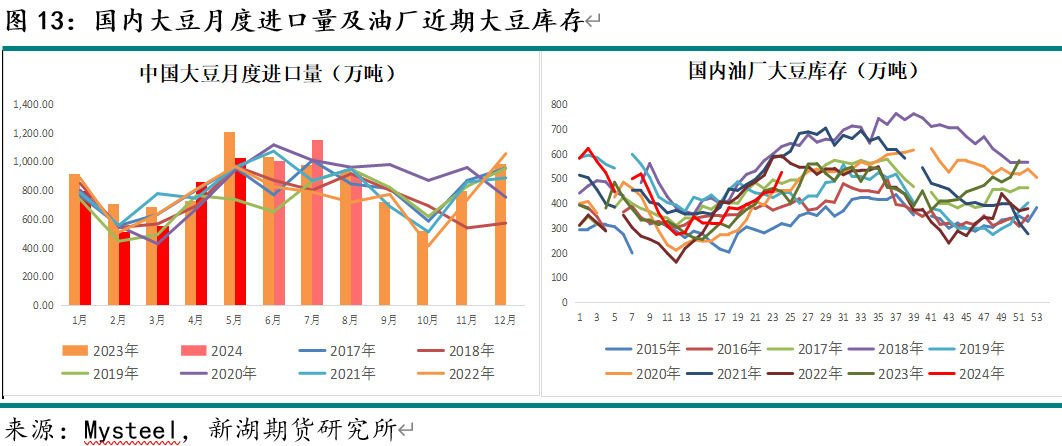 图 13：国内大豆月度进口量及油厂近期大豆库存
中国大豆月度进口量（万吨）
1,400.00
1,200.00
1,000.00
800.00
600.00
400.00
200.00
0.00
1月 2月 3月 4月 5月 6月 7月 8月 9月 10月 11月 12月
2023年 2024 2017年 2018年
2019年 2020年 2021年 2022年
国内油厂大豆库存（万吨）
800
700
600
500
400
300
200
100
0
1 3 5 7 9 11 13 15 17 19 21 23 25 27 29 31 33 35 37 39 41 43 45 47 49 51 53
2015年 2016年 2017年 2018年 2019年
2020年 2021年 2022年 2023年 2024年
来源：Mysteel，新湖期货研究所